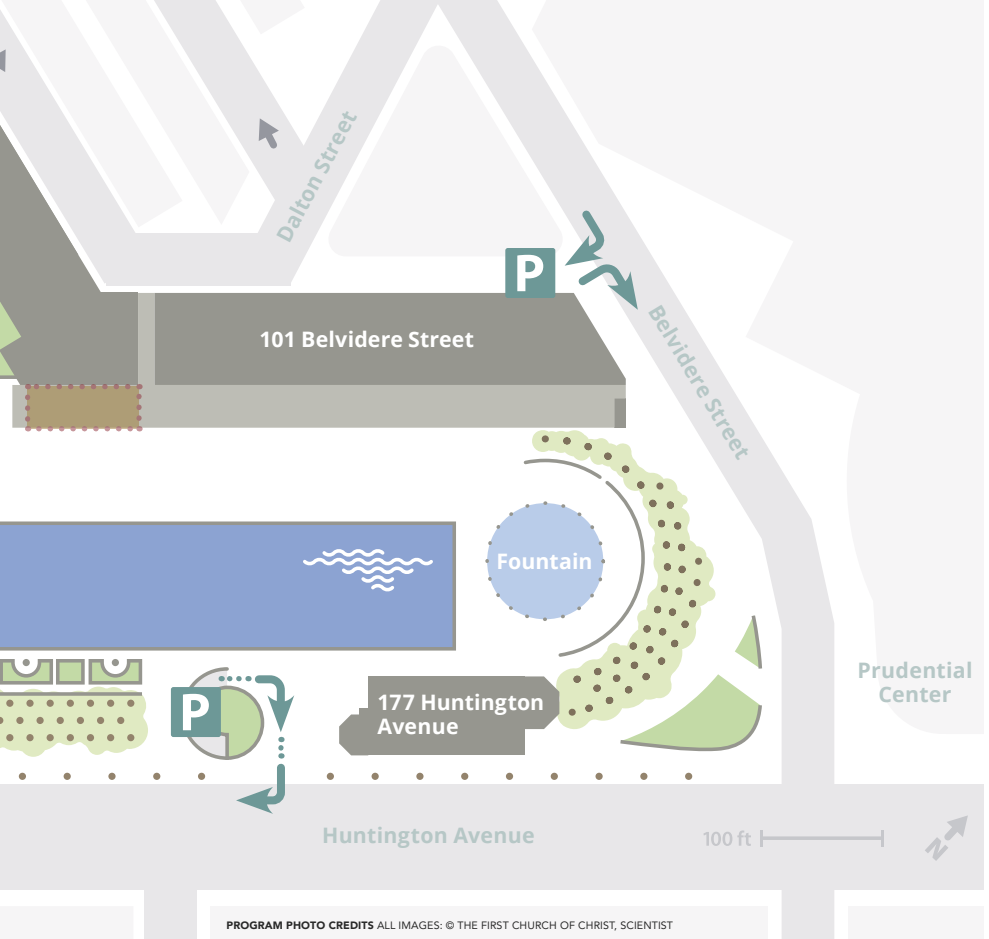 Dalton Street
P
101 Belvidere Street
Belvidere Street
Fountain
Prudential
Center
P
177 Huntington
Avenue
Huntington Avenue
100 ft
N
PROGRAM PHOTO CREDITS ALL IMAGES: © THE FIRST CHURCH OF CHRIST, SCIENTIST